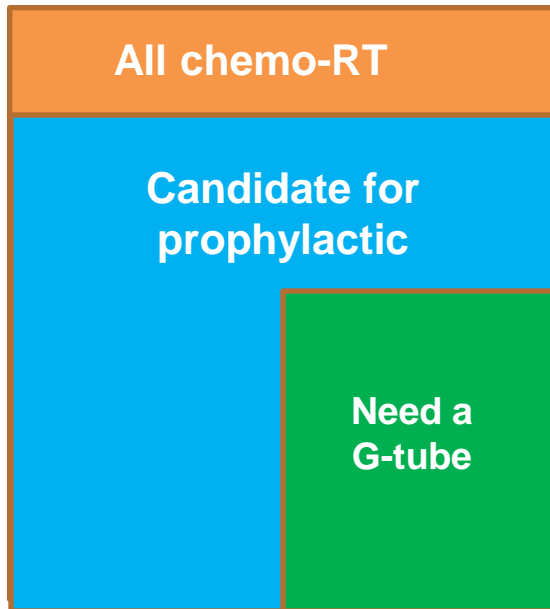 All chemo-RT
Candidate for
prophylactic
Need a
G-tube